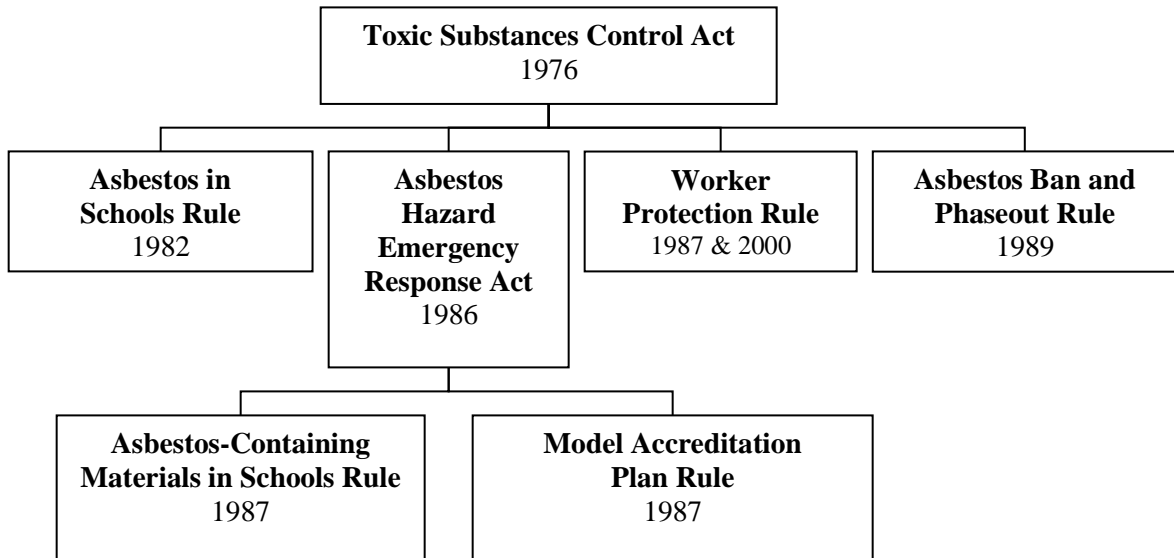 Toxic Substances Control Act
1976
Asbestos in
Schools Rule
1982
Asbestos
Hazard
Emergency
Response Act
1986
Worker
Protection Rule
1987 & 2000
Asbestos Ban and
Phaseout Rule
1989
Asbestos-Containing
Materials in Schools Rule
1987
Model Accreditation
Plan Rule
1987